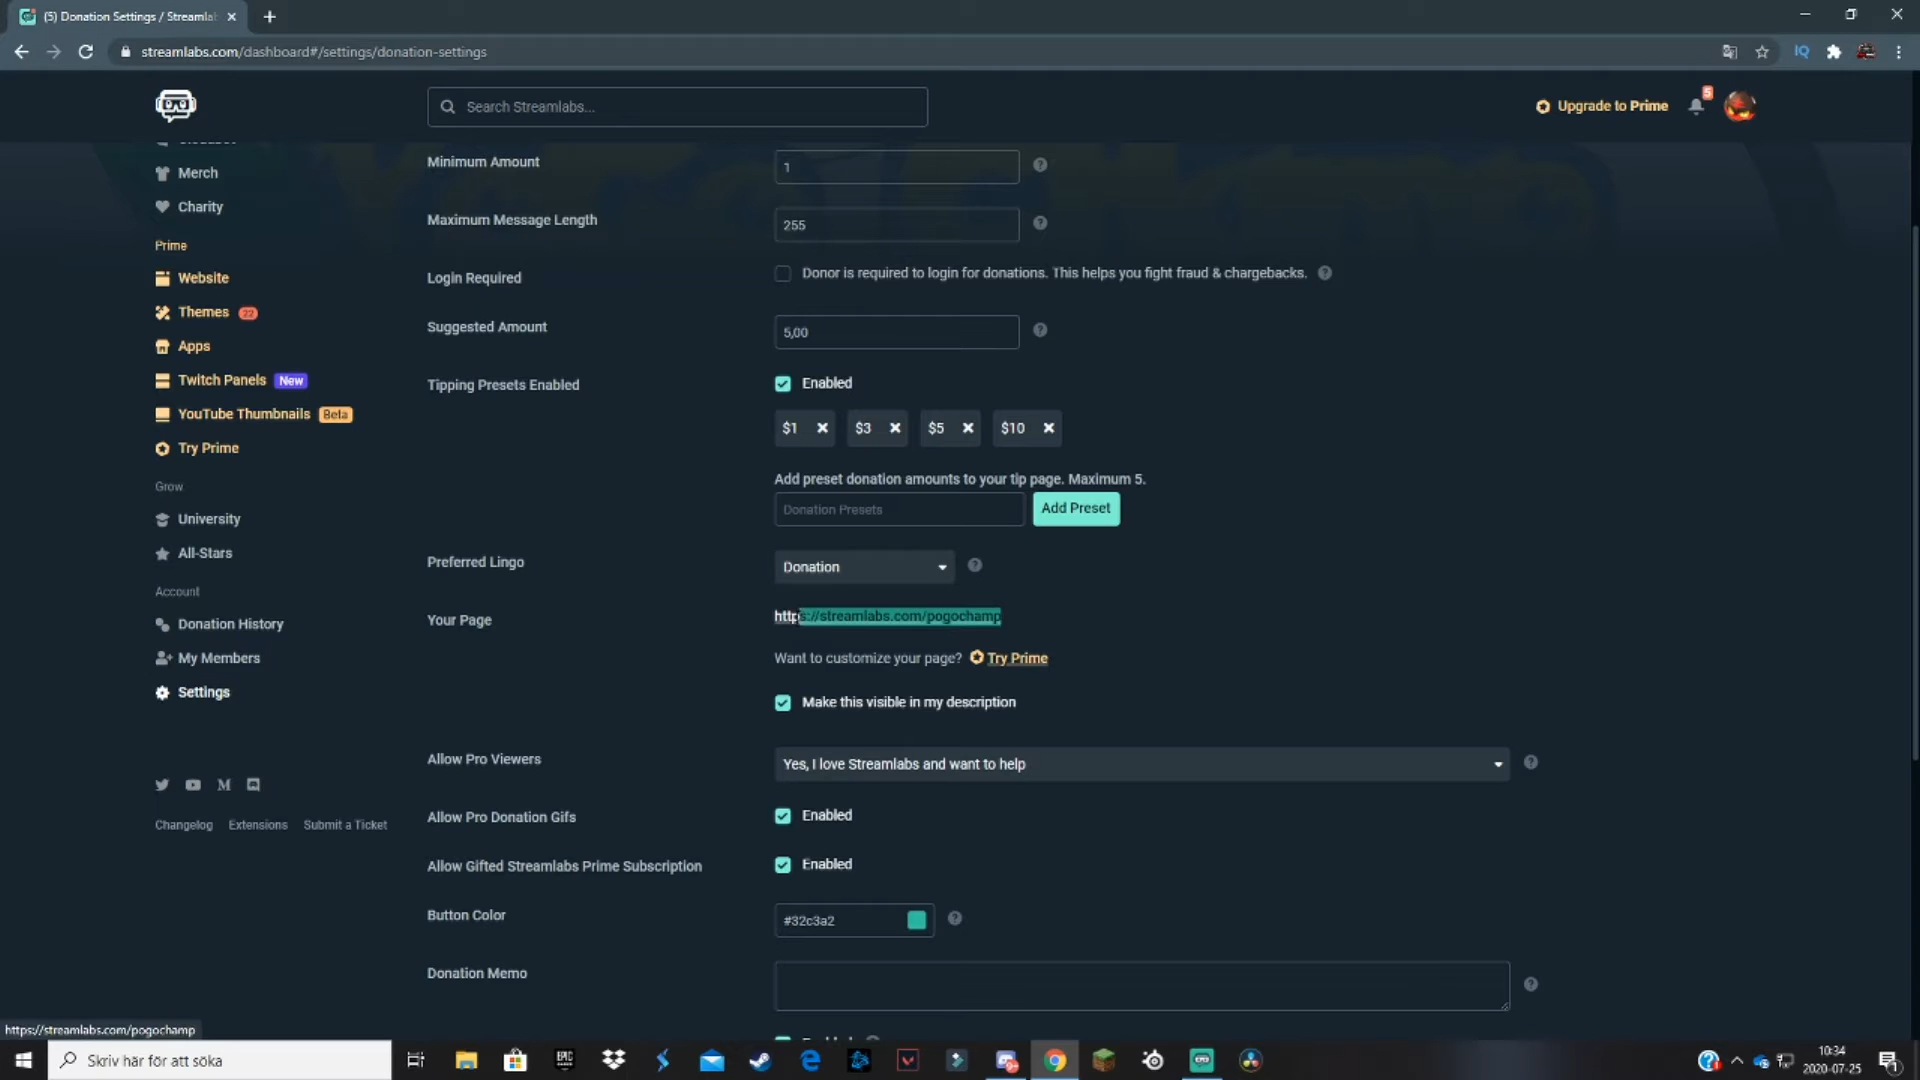 (5) Donation Settings / Streamla
streamlabs.com/dashboard#/settings/donation-settings
Search Streamlabs...
Upgrade to Prime
5
Merch
Charity
Prime
Website
Themes 22
Apps
Twitch Panels New
YouTube Thumbnails Beta
Try Prime
Grow
University
All-Stars
Account
Donation History
My Members
Settings
Changelog Extensions Submit a Ticket
Minimum Amount
1
Maximum Message Length
255
Login Required
Donor is required to login for donations. This helps you fight fraud & chargebacks.
Suggested Amount
5,00
Tipping Presets Enabled
Enabled
$1 $3 $5 $10
Add preset donation amounts to your tip page. Maximum 5.
Donation Presets
Add Preset
Preferred Lingo
Donation
Your Page
https://streamlabs.com/pogochamp
Want to customize your page? Try Prime
Make this visible in my description
Allow Pro Viewers
Yes, I love Streamlabs and want to help
Allow Pro Donation Gifs
Enabled
Allow Gifted Streamlabs Prime Subscription
Enabled
Button Color
#32c3a2
Donation Memo
https://streamlabs.com/pogochamp
Skriv här för att söka
10:34
2020-07-25